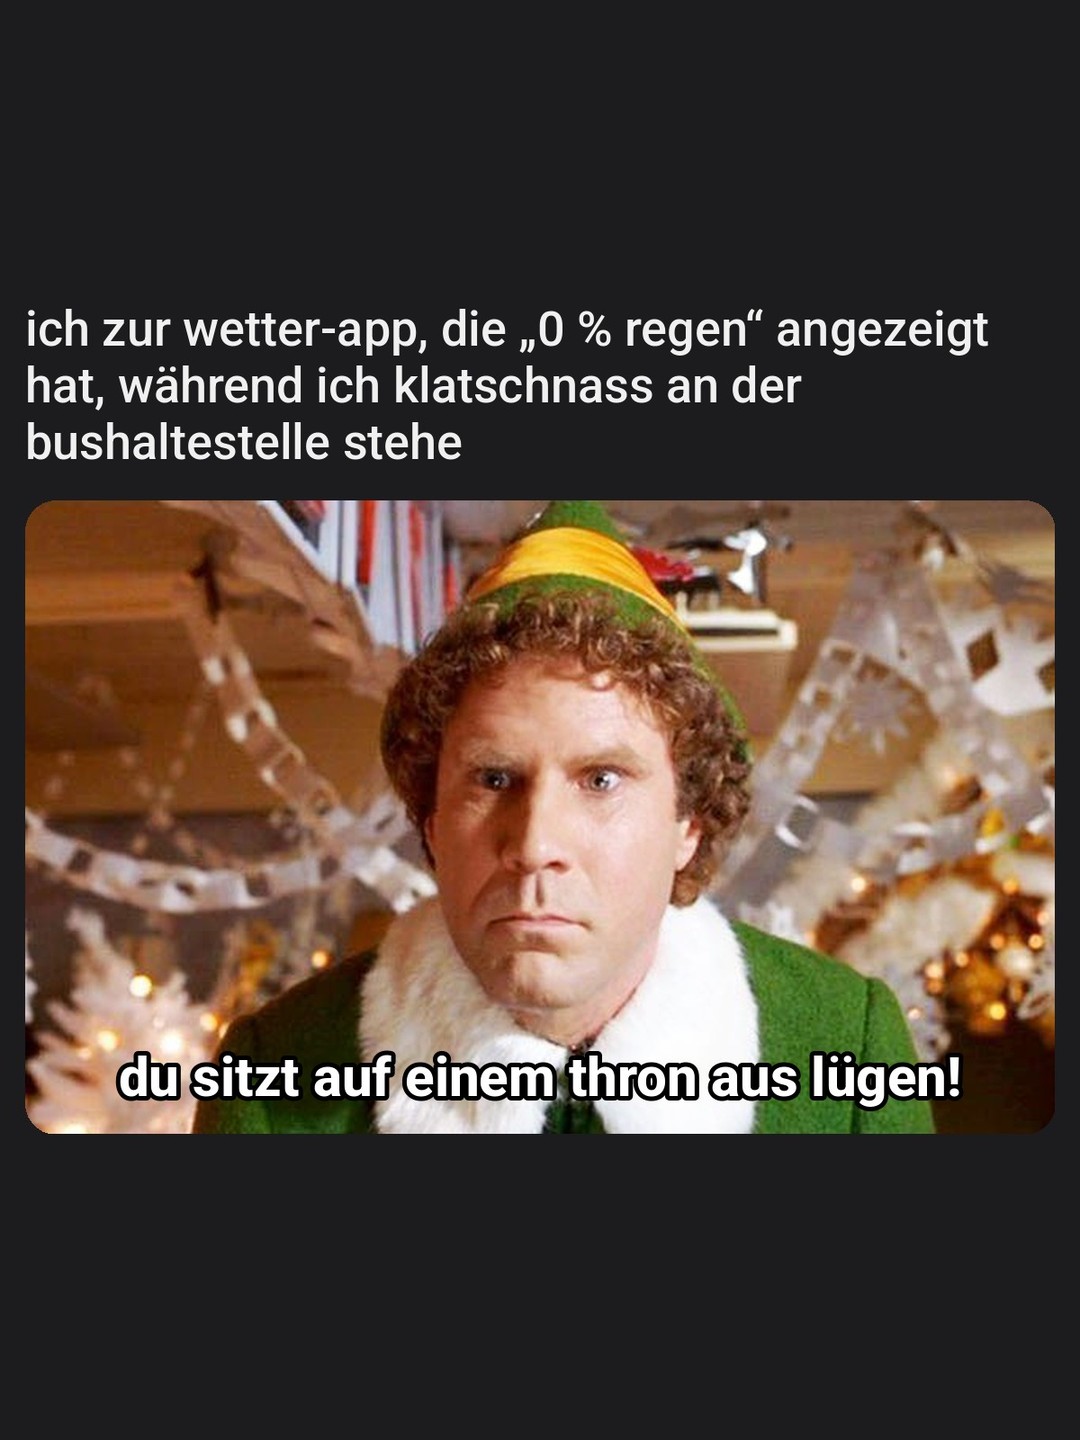 ich zur wetter-app, die „0 % regen“ angezeigt
hat, während ich klatschnass an der
bushaltestelle stehe
du sitzt auf einem thron aus lügen!